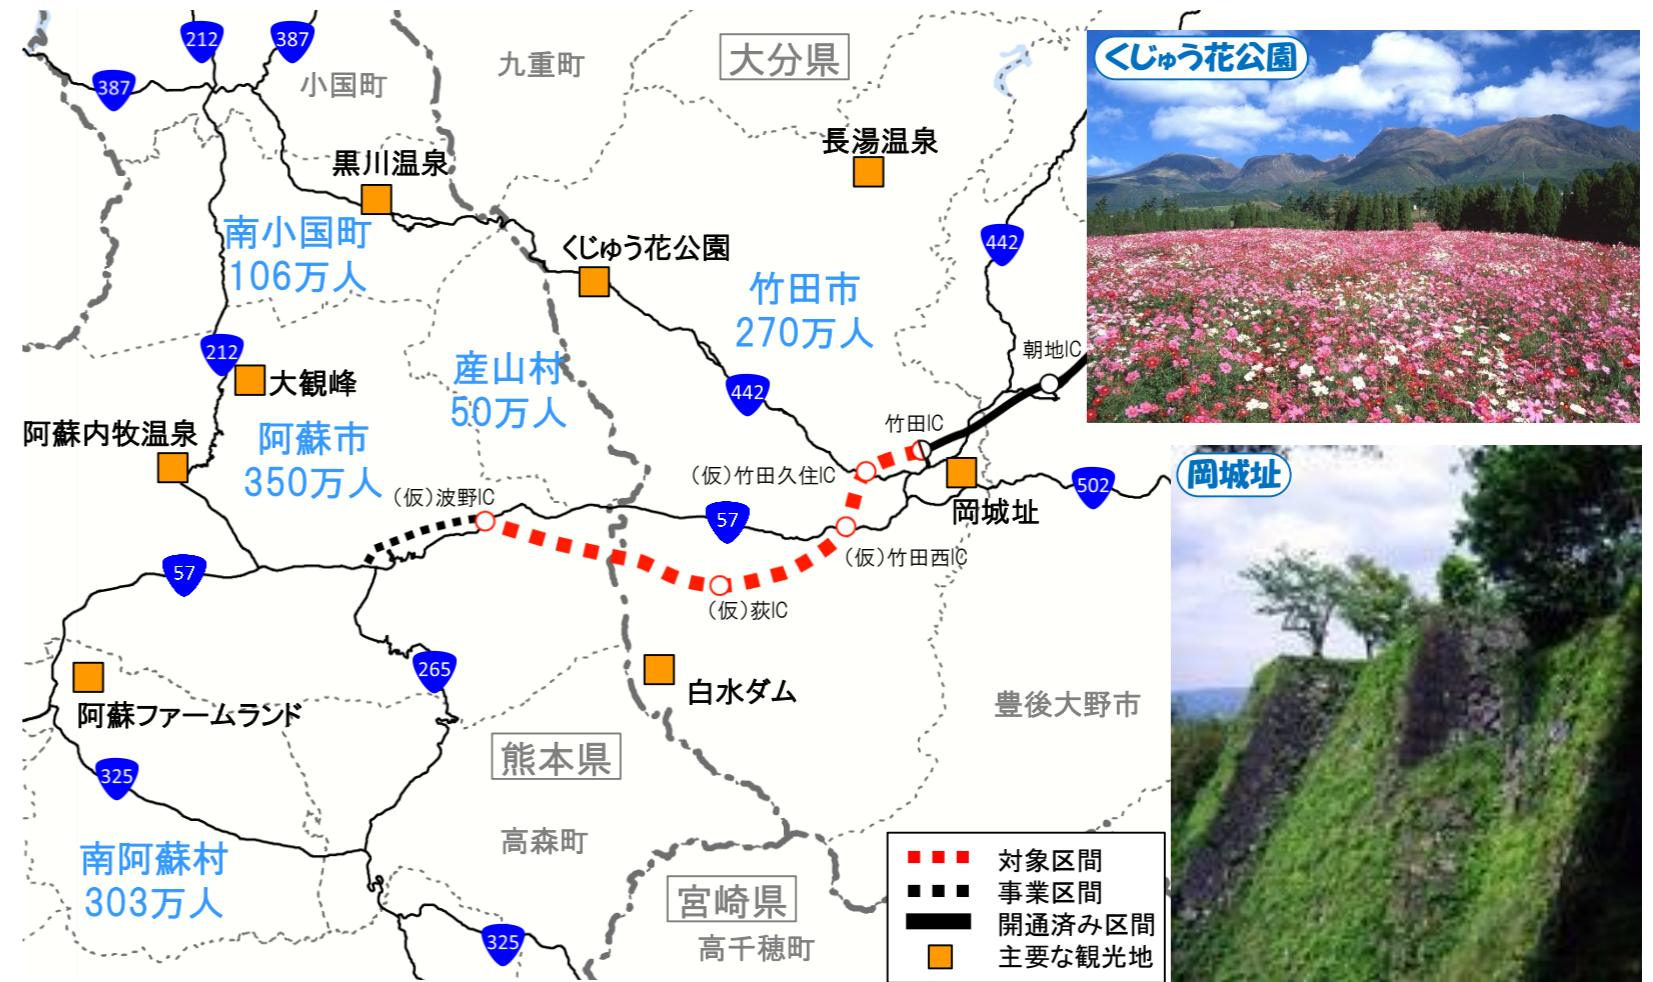 212
387
387
小国町
九重町
大分県
くじゅう花公園
黒川温泉
長湯温泉
南小国町
106万人
くじゅう花公園
442
竹田市
270万人
212
大観峰
産山村
50万人
朝地IC
442
阿蘇内牧温泉
阿蘇市
350万人
竹田IC
(仮)竹田久住IC
岡城址
(仮)波野IC
502
57
岡城址
(仮)竹田西IC
57
(仮)荻IC
265
白水ダム
阿蘇ファームランド
豊後大野市
熊本県
325
高森町
南阿蘇村
303万人
宮崎県
高千穂町
325
対象区間
事業区間
開通済み区間
主要な観光地